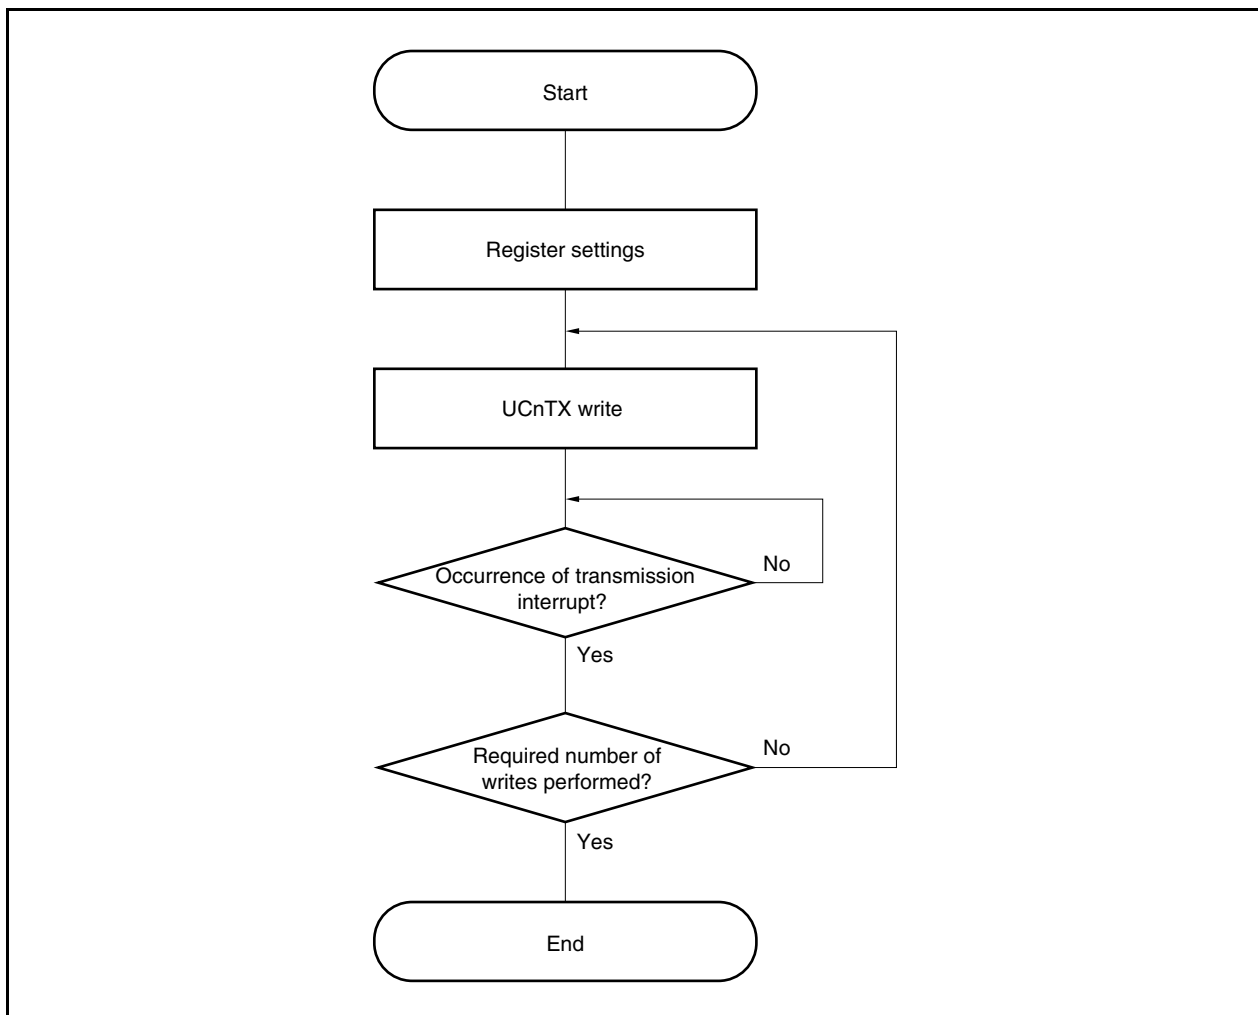 Start
Register settings
UCnTX write
Occurrence of transmission
interrupt?
No
Yes
Required number of
writes performed?
No
Yes
End